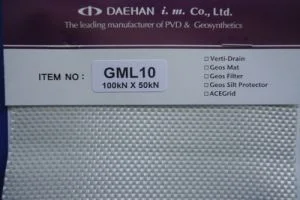 DAEHAN i. m. Co., Ltd.
The leading manufacturer of PVD & Geosynthetics
ITEM NO :
GML10
100kN X 50kN
□ Verti-Drain
□ Geos Mat
□ Geos Filter
□ Geos Silt Protector
□ ACEGrid